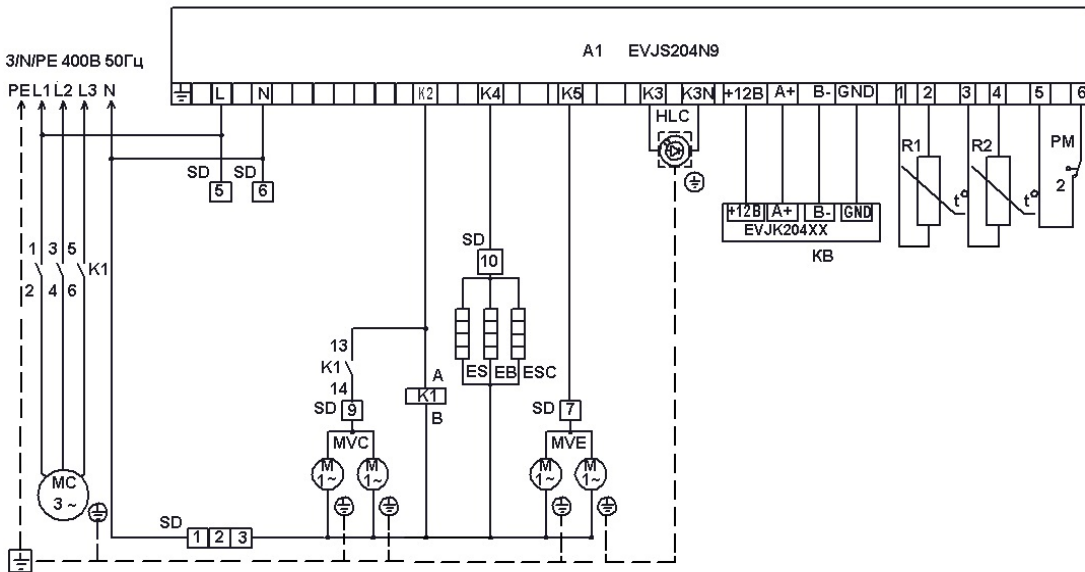 A1 EVJS204N9
3/N/PE 400В 50Гц
PE L1 L2 L3 N
L N K2 K4 K5 K3 K3N +12В A+ B- GND 1 2 3 4 5 6
HLC
SD SD
5 6
R1 R2 PM
2
t° t°
+12В A+ B- GND
EVJK204XX
KB
1 3 5
K1
2 4 6
SD
10
13
K1
14
A
K1
B
ES EB ESC
SD 9
SD 7
MVC
MVE
M
1~
M
1~
M
1~
M
1~
MC
3 ~
SD
1 2 3